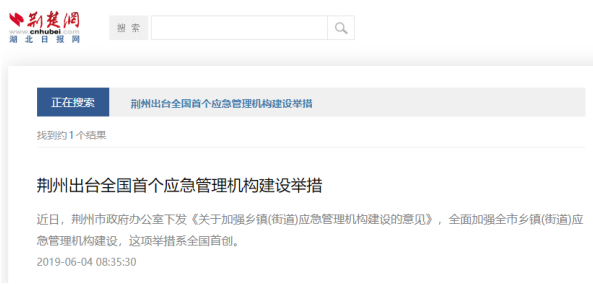 荆楚网
www.cnhubei.com
湖北日报网
搜 索
正在搜索
荆州出台全国首个应急管理机构建设举措
找到约1个结果
荆州出台全国首个应急管理机构建设举措
近日，荆州市政府办公室下发《关于加强乡镇(街道)应急管理机构建设的意见》，全面加强全市乡镇(街道)应
急管理机构建设，这项举措系全国首创。
2019-06-04 08:35:30